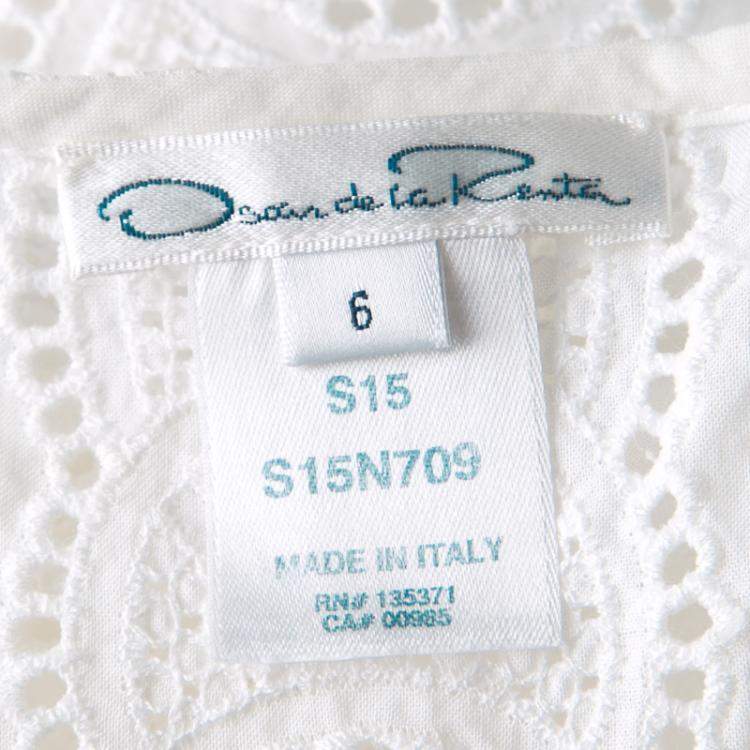 Oscar de la Renta
6
S15
S15N709
MADE IN ITALY
RN# 135371
CA# 00985